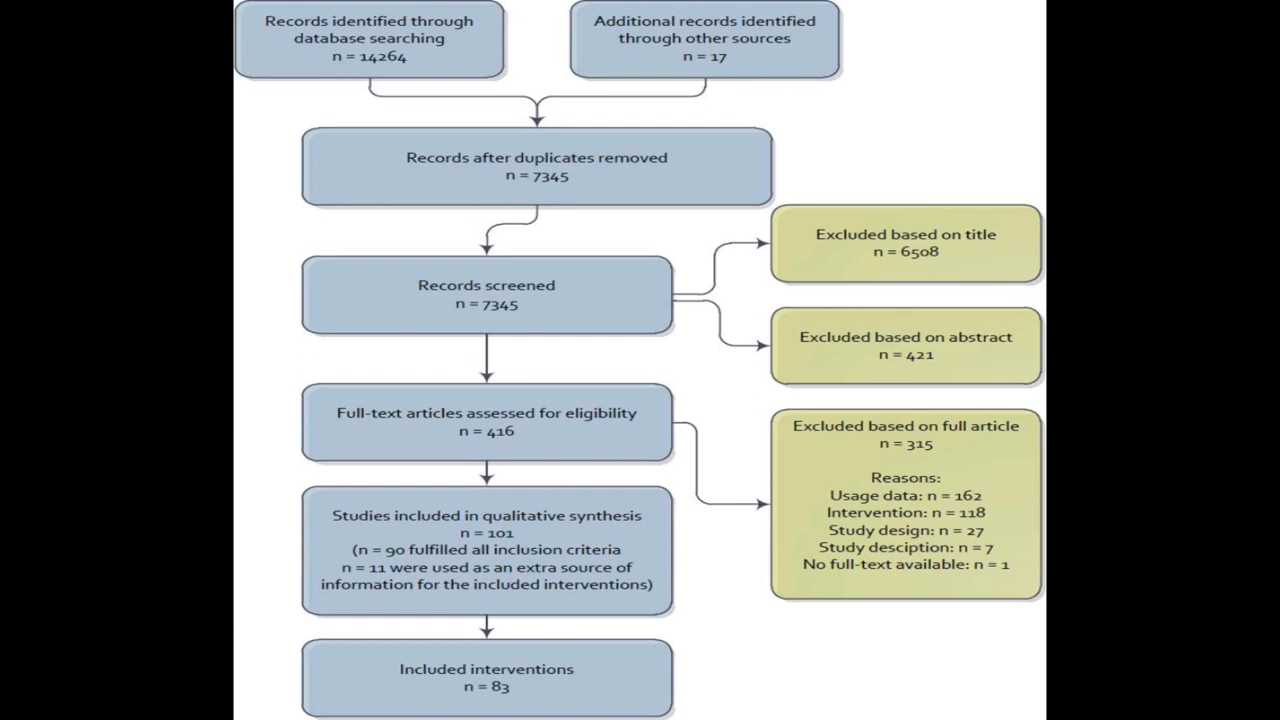 Records identified through
database searching
n = 14264
Additional records identified
through other sources
n = 17
Records after duplicates removed
n = 7345
Records screened
n = 7345
Excluded based on title
n = 6508
Excluded based on abstract
n = 421
Full-text articles assessed for eligibility
n = 416
Excluded based on full article
n = 315
Reasons:
Usage data: n = 162
Intervention: n = 118
Study design: n = 27
Study desciption: n = 7
No full-text available: n = 1
Studies included in qualitative synthesis
n = 101
(n = 90 fulfilled all inclusion criteria
n = 11 were used as an extra source of
information for the included interventions)
Included interventions
n = 83